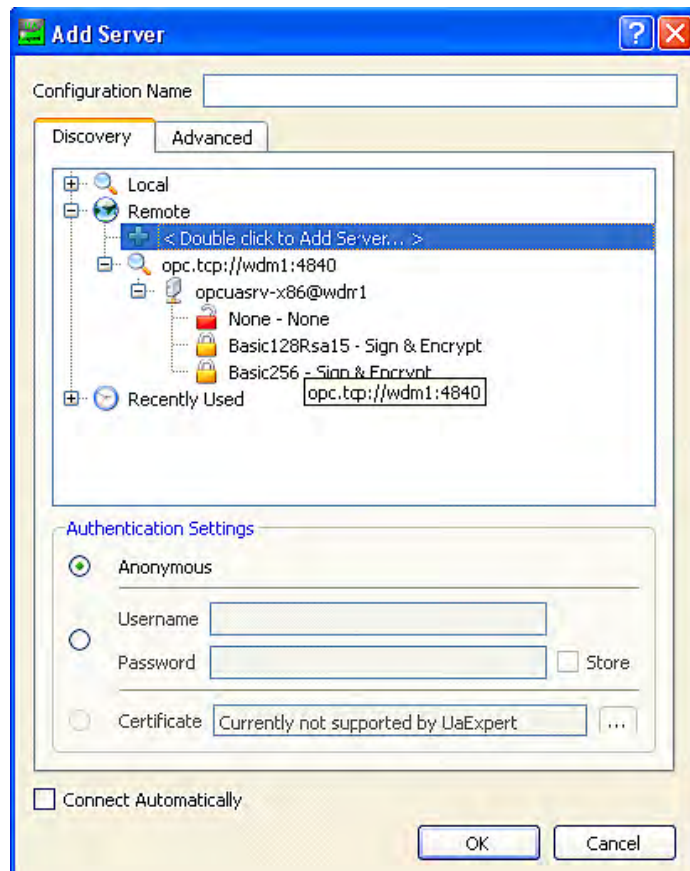 Add Server
Configuration Name
Discovery Advanced
Local
Remote
< Double click to Add Server... >
opc.tcp://wdm1:4840
opcuasrv-x86@wdm1
None - None
Basic128Rsa15 - Sign & Encrypt
Basic256 - Sign & Encrypt
opc.tcp://wdm1:4840
Recently Used
Authentication Settings
Anonymous
Username
Password Store
Certificate Currently not supported by UaExpert ...
Connect Automatically
OK Cancel